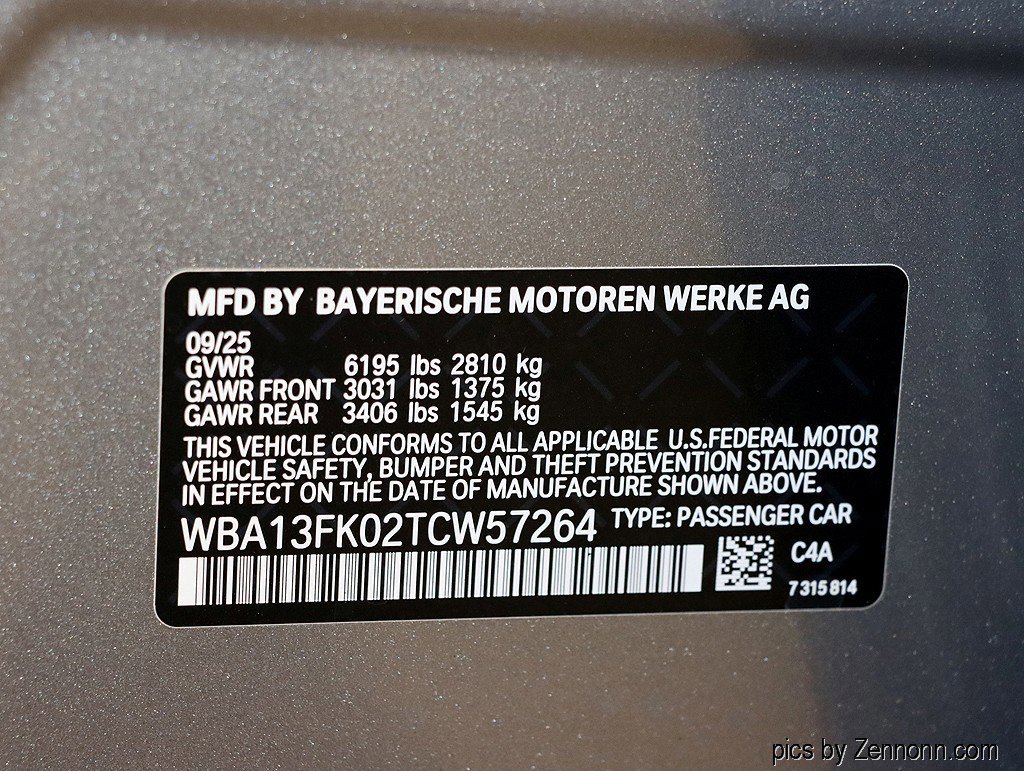 MFD BY BAYERISCHE MOTOREN WERKE AG
09/25
GVWR 6195 lbs 2810 kg
GAWR FRONT 3031 lbs 1375 kg
GAWR REAR 3406 lbs 1545 kg
THIS VEHICLE CONFORMS TO ALL APPLICABLE U.S.FEDERAL MOTOR
VEHICLE SAFETY, BUMPER AND THEFT PREVENTION STANDARDS
IN EFFECT ON THE DATE OF MANUFACTURE SHOWN ABOVE.
WBA13FK02TCW57264 TYPE: PASSENGER CAR
C4A
7 315 814
pics by Zennonn.com